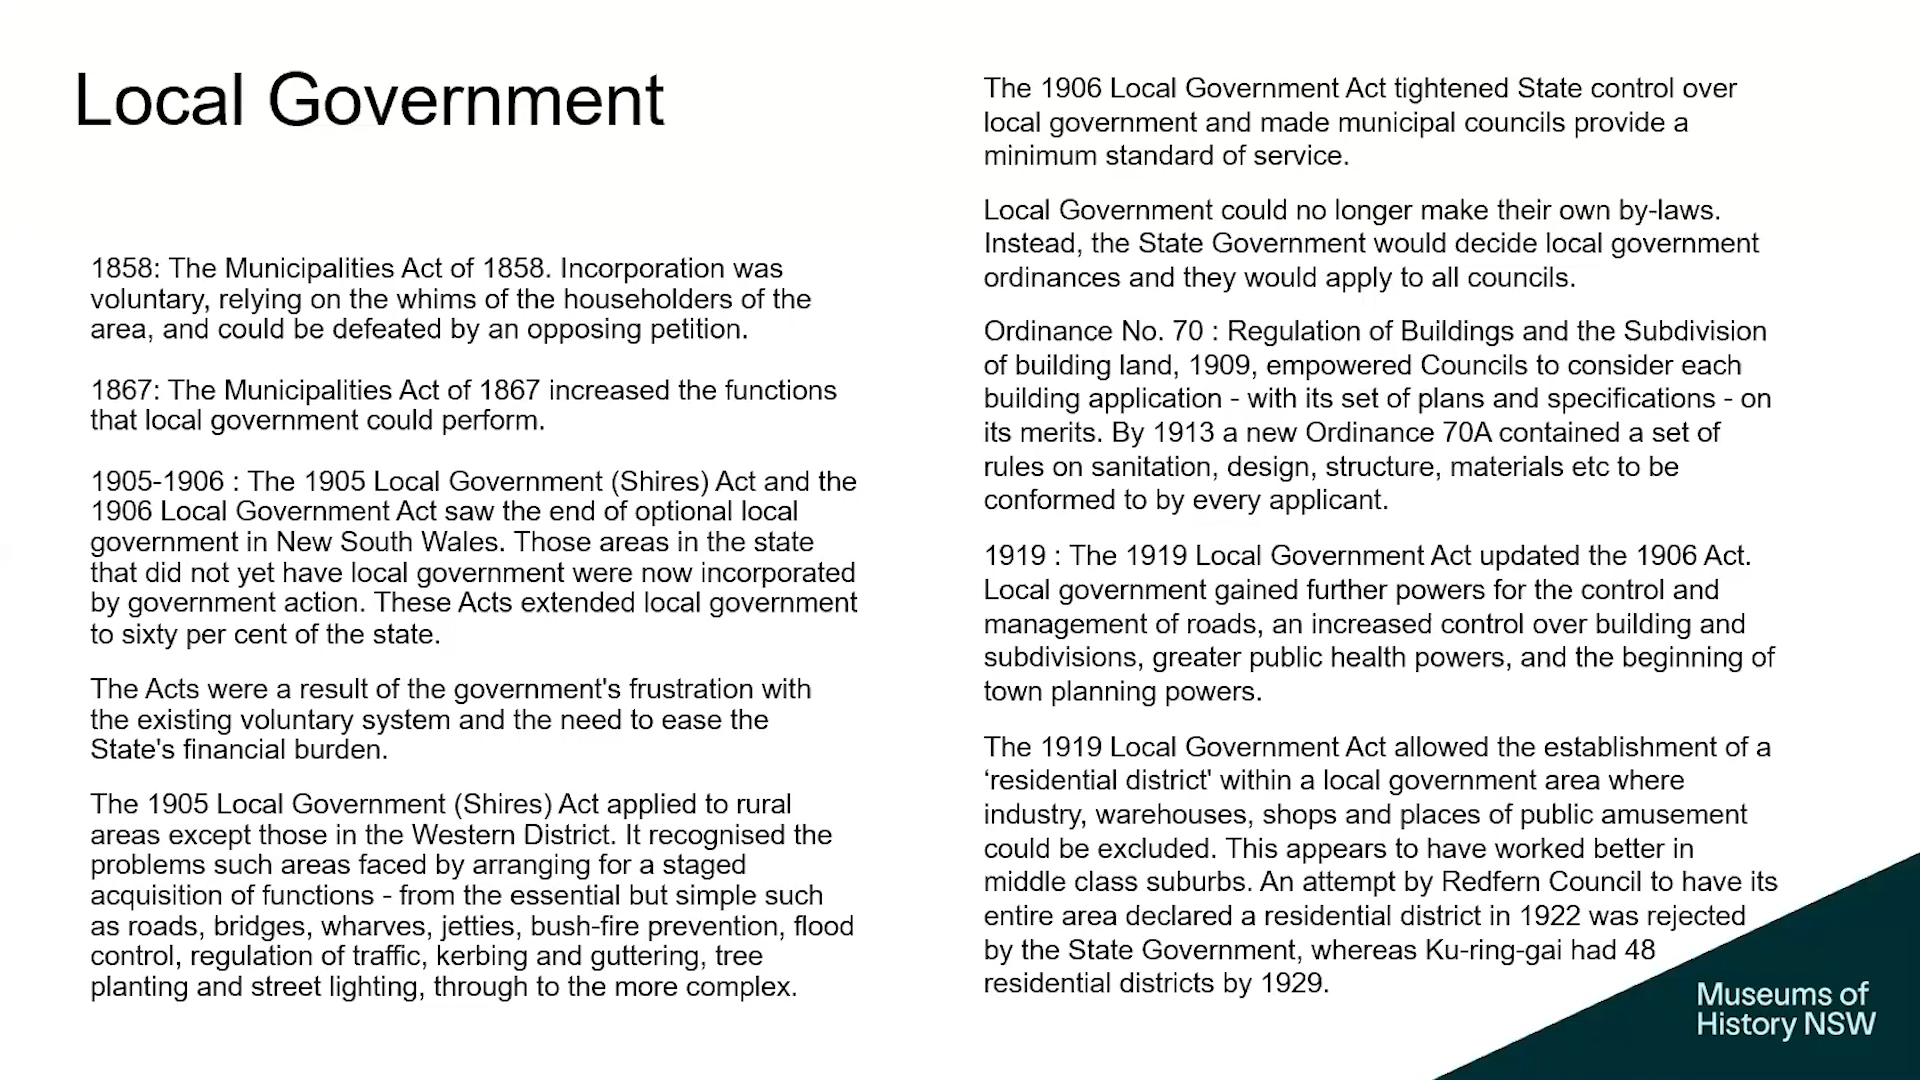 Local Government
1858: The Municipalities Act of 1858. Incorporation was
voluntary, relying on the whims of the householders of the
area, and could be defeated by an opposing petition.
1867: The Municipalities Act of 1867 increased the functions
that local government could perform.
1905-1906 : The 1905 Local Government (Shires) Act and the
1906 Local Government Act saw the end of optional local
government in New South Wales. Those areas in the state
that did not yet have local government were now incorporated
by government action. These Acts extended local government
to sixty per cent of the state.
The Acts were a result of the government's frustration with
the existing voluntary system and the need to ease the
State's financial burden.
The 1905 Local Government (Shires) Act applied to rural
areas except those in the Western District. It recognised the
problems such areas faced by arranging for a staged
acquisition of functions - from the essential but simple such
as roads, bridges, wharves, jetties, bush-fire prevention, flood
control, regulation of traffic, kerbing and guttering, tree
planting and street lighting, through to the more complex.
The 1906 Local Government Act tightened State control over
local government and made municipal councils provide a
minimum standard of service.
Local Government could no longer make their own by-laws.
Instead, the State Government would decide local government
ordinances and they would apply to all councils.
Ordinance No. 70 : Regulation of Buildings and the Subdivision
of building land, 1909, empowered Councils to consider each
building application - with its set of plans and specifications - on
its merits. By 1913 a new Ordinance 70A contained a set of
rules on sanitation, design, structure, materials etc to be
conformed to by every applicant.
1919 : The 1919 Local Government Act updated the 1906 Act.
Local government gained further powers for the control and
management of roads, an increased control over building and
subdivisions, greater public health powers, and the beginning of
town planning powers.
The 1919 Local Government Act allowed the establishment of a
‘residential district' within a local government area where
industry, warehouses, shops and places of public amusement
could be excluded. This appears to have worked better in
middle class suburbs. An attempt by Redfern Council to have its
entire area declared a residential district in 1922 was rejected
by the State Government, whereas Ku-ring-gai had 48
residential districts by 1929.
Museums of
History NSW